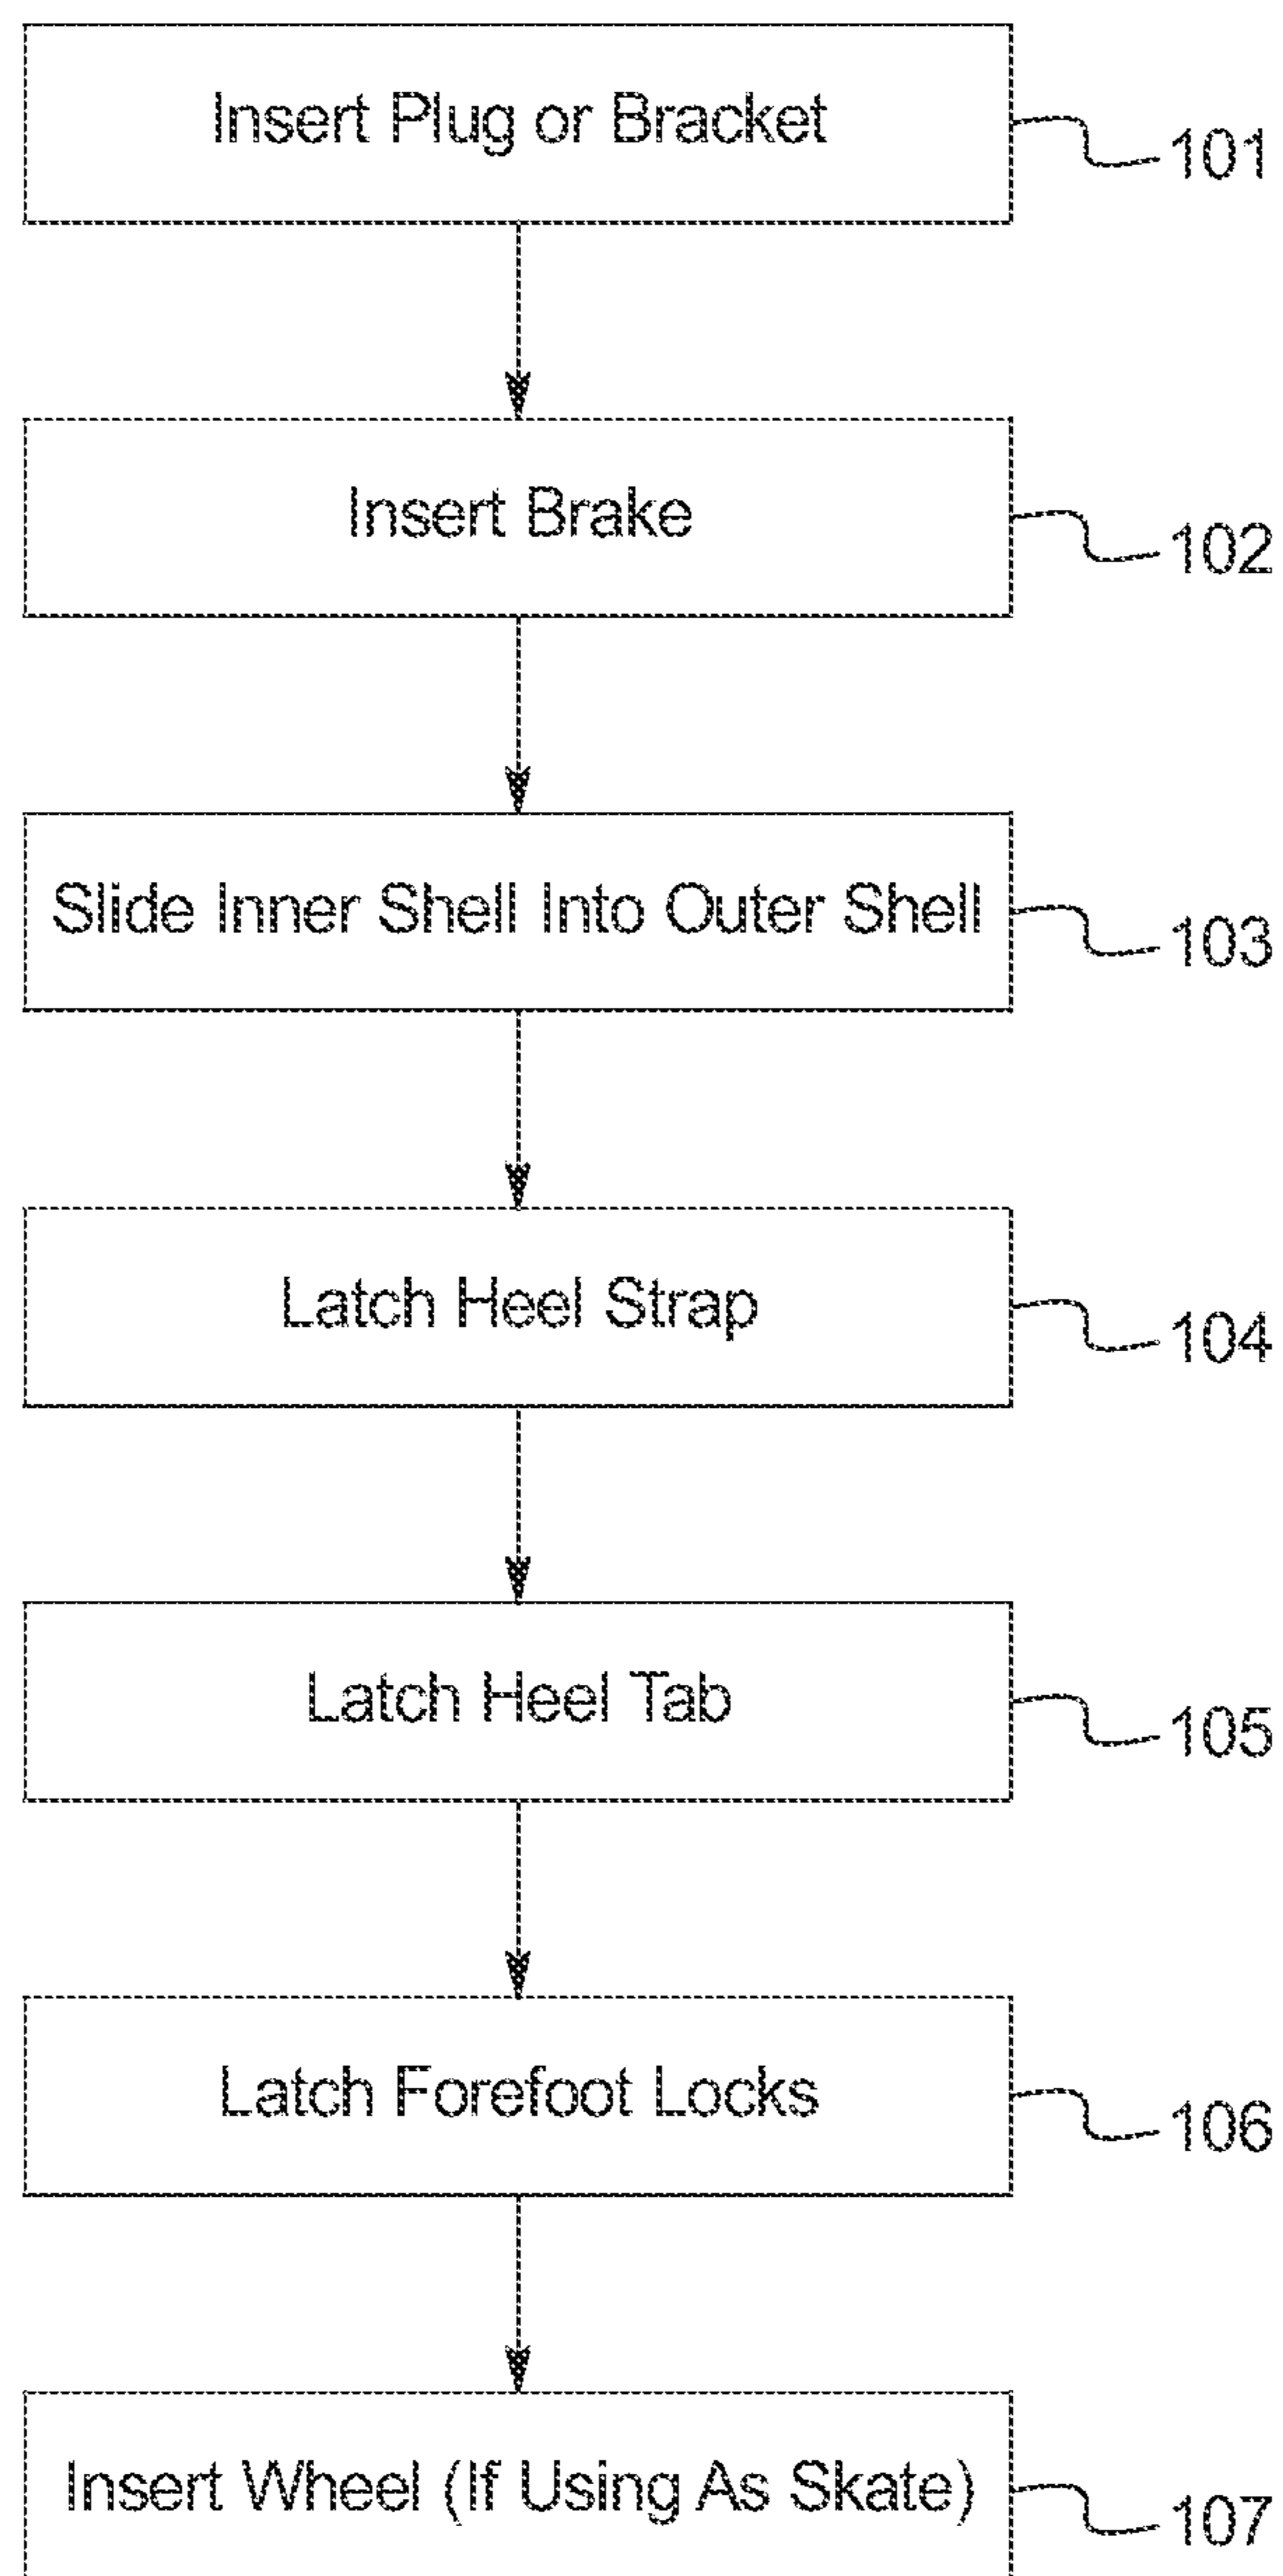 Insert Plug or Bracket
101
Insert Brake
102
Slide Inner Shell Into Outer Shell
103
Latch Heel Strap
104
Latch Heel Tab
105
Latch Forefoot Locks
106
Insert Wheel (If Using As Skate)
107